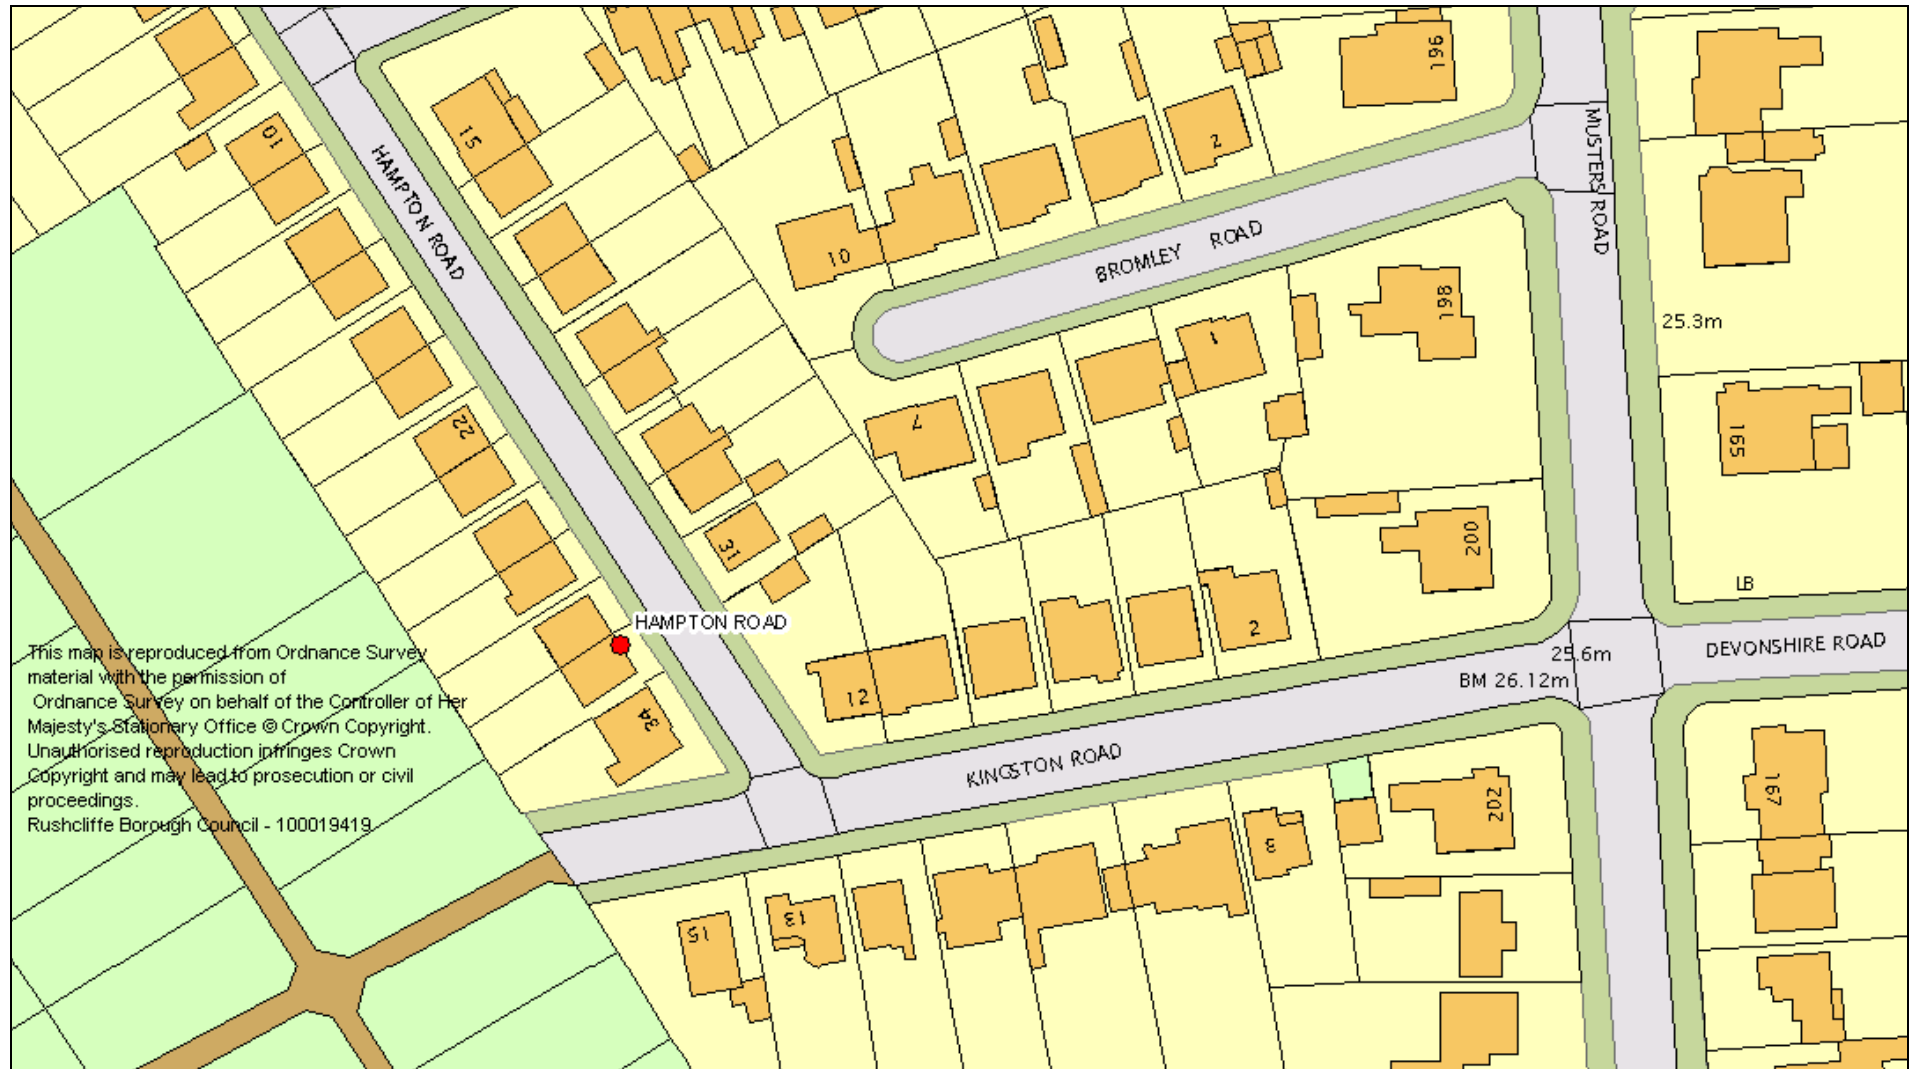 196
10
15
HAMPTON ROAD
2
MUSTERS ROAD
10
BROMLEY ROAD
198
25.3m
1
7
22
165
31
200
LB
HAMPTON ROAD
2
DEVONSHIRE ROAD
25.6m
BM 26.12m
12
34
KINGSTON ROAD
202
167
3
13
15
This map is reproduced from Ordnance Survey
material with the permission of
Ordnance Survey on behalf of the Controller of Her
Majesty's Stationary Office © Crown Copyright.
Unauthorised reproduction infringes Crown
Copyright and may lead to prosecution or civil
proceedings.
Rushcliffe Borough Council - 100019419.